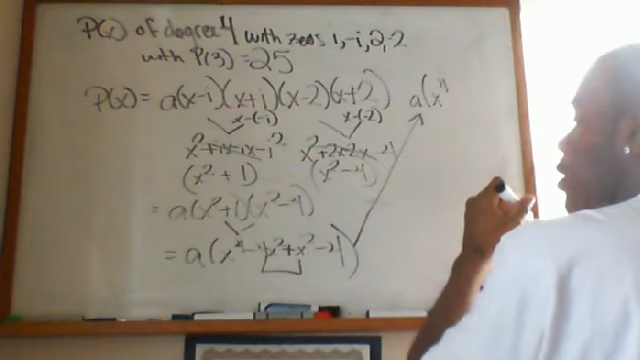 P(x) of degree 4 with zeros 1, -i, 2, -2
with P(3) = 25
P(x) = a(x-i)(x+i)(x-2)(x+2) a(x⁴
x-(-i) x-(-2)
x²+ix-ix-i² x²+2x-2x-4
(x²+1) (x²-4)
= a(x²+1)(x²-4)
= a(x⁴-4x²+x²-4)